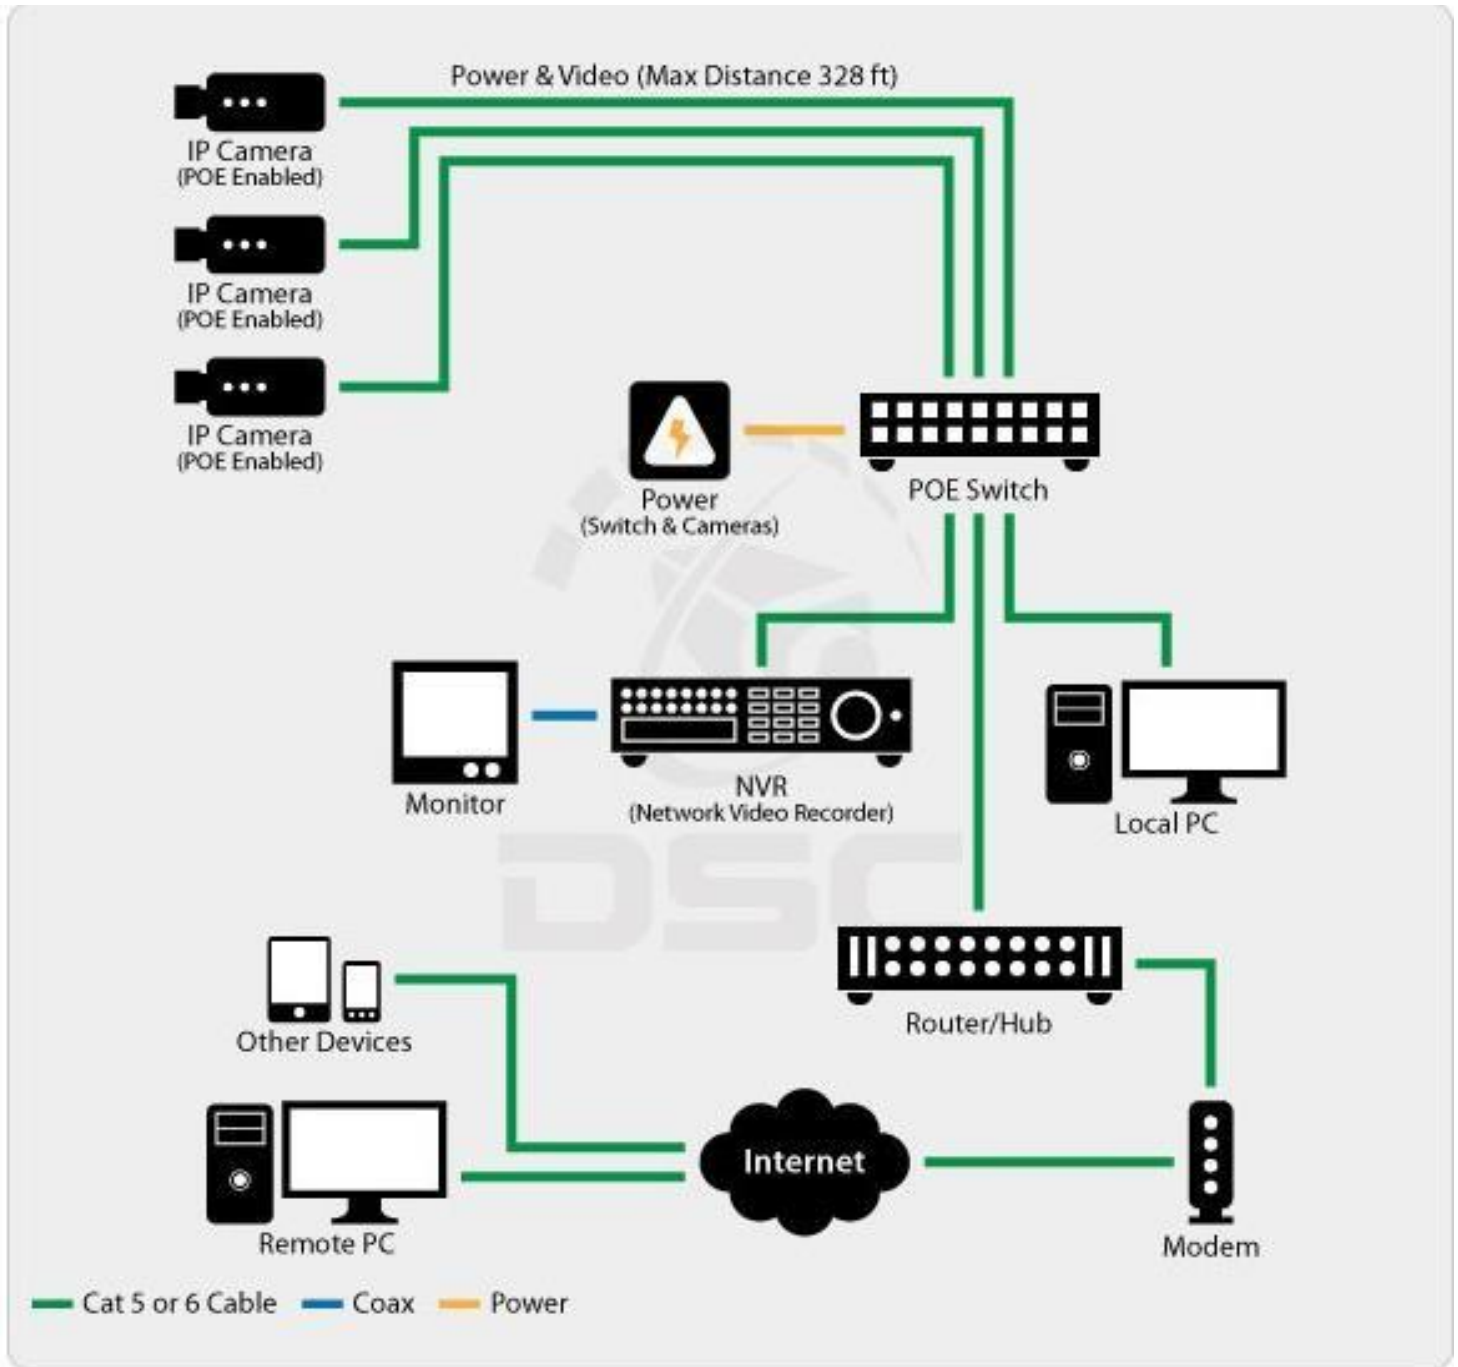 Power & Video (Max Distance 328 ft)
IP Camera
(POE Enabled)
IP Camera
(POE Enabled)
IP Camera
(POE Enabled)
Power
(Switch & Cameras)
POE Switch
Monitor
NVR
(Network Video Recorder)
Local PC
DSC
Other Devices
Router/Hub
Internet
Remote PC
Modem
Cat 5 or 6 Cable
Coax
Power